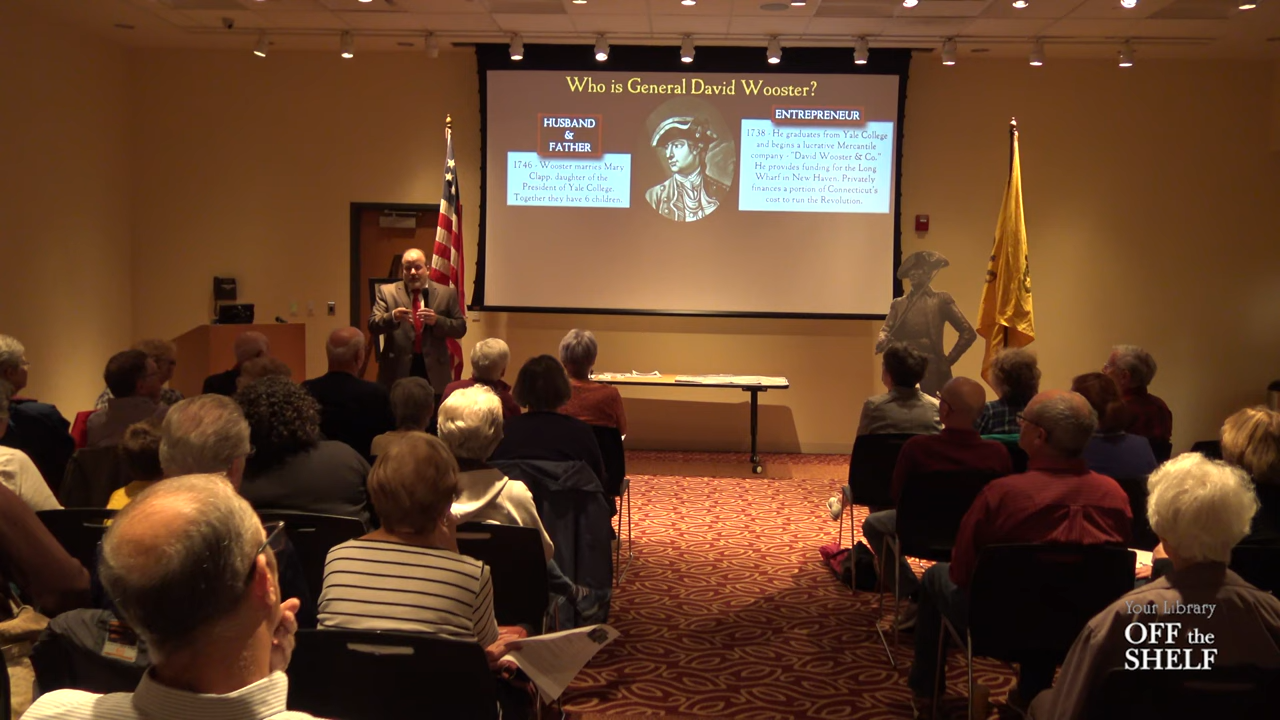 Who is General David Wooster?
HUSBAND
&
FATHER
1746 - Wooster marries Mary
Clapp, daughter of the
President of Yale College.
Together they have 6 children.
ENTREPRENEUR
1738 - He graduates from Yale College
and begins a lucrative Mercantile
company - "David Wooster & Co."
He provides funding for the Long
Wharf in New Haven. Privately
finances a portion of Connecticut's
cost to run the Revolution.
Your Library
OFF the
SHELF